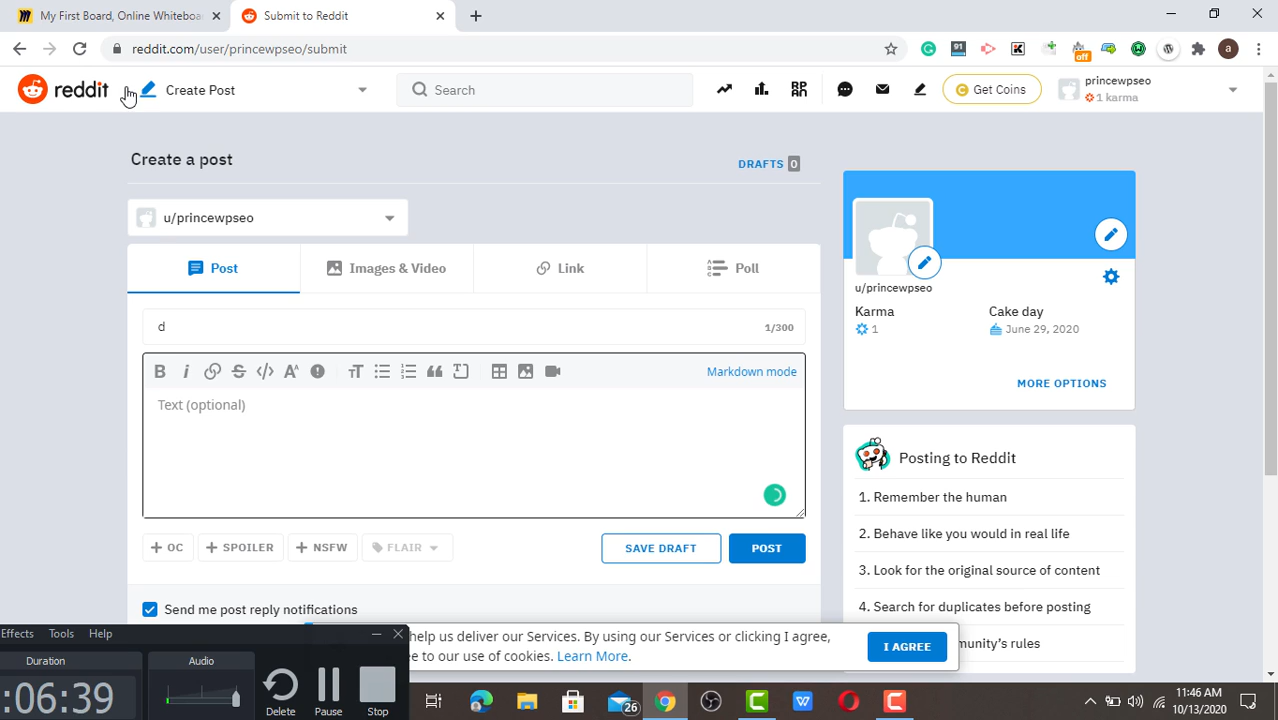 My First Board, Online Whiteboa
Submit to Reddit
reddit.com/user/princewpseo/submit
91
off
a
reddit
Create Post
Search
Get Coins
princewpseo
1 karma
Create a post
DRAFTS 0
u/princewpseo
Post
Images & Video
Link
Poll
d
1/300
Markdown mode
Text (optional)
+ OC
+ SPOILER
+ NSFW
FLAIR
SAVE DRAFT
POST
Send me post reply notifications
u/princewpseo
Karma
1
Cake day
June 29, 2020
MORE OPTIONS
Posting to Reddit
1. Remember the human
2. Behave like you would in real life
3. Look for the original source of content
4. Search for duplicates before posting
munity's rules
help us deliver our Services. By using our Services or clicking I agree,
ee to our use of cookies. Learn More.
I AGREE
Effects
Tools
Help
Duration
:06:39
Audio
Delete
Pause
Stop
26
11:46 AM
10/13/2020